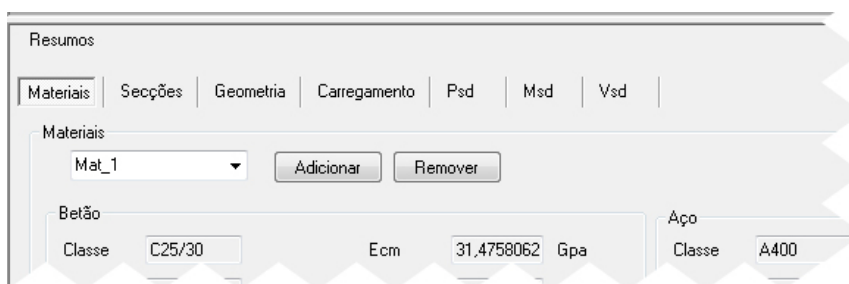 Resumos
Materiais Secções Geometria Carregamento Psd Msd Vsd
Materiais
Mat_1 Adicionar Remover
Betão Aço
Classe C25/30 Ecm 31,4758062 Gpa Classe A400